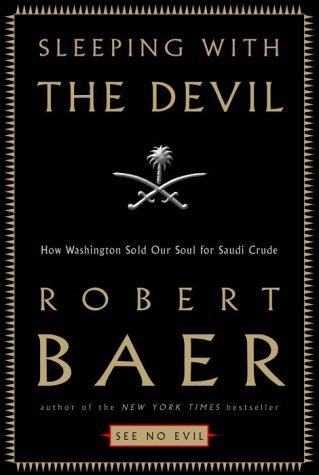 SLEEPING WITH
THE DEVIL
How Washington Sold Our Soul for Saudi Crude
ROBERT
BAER
author of the NEW YORK TIMES bestseller
SEE NO EVIL